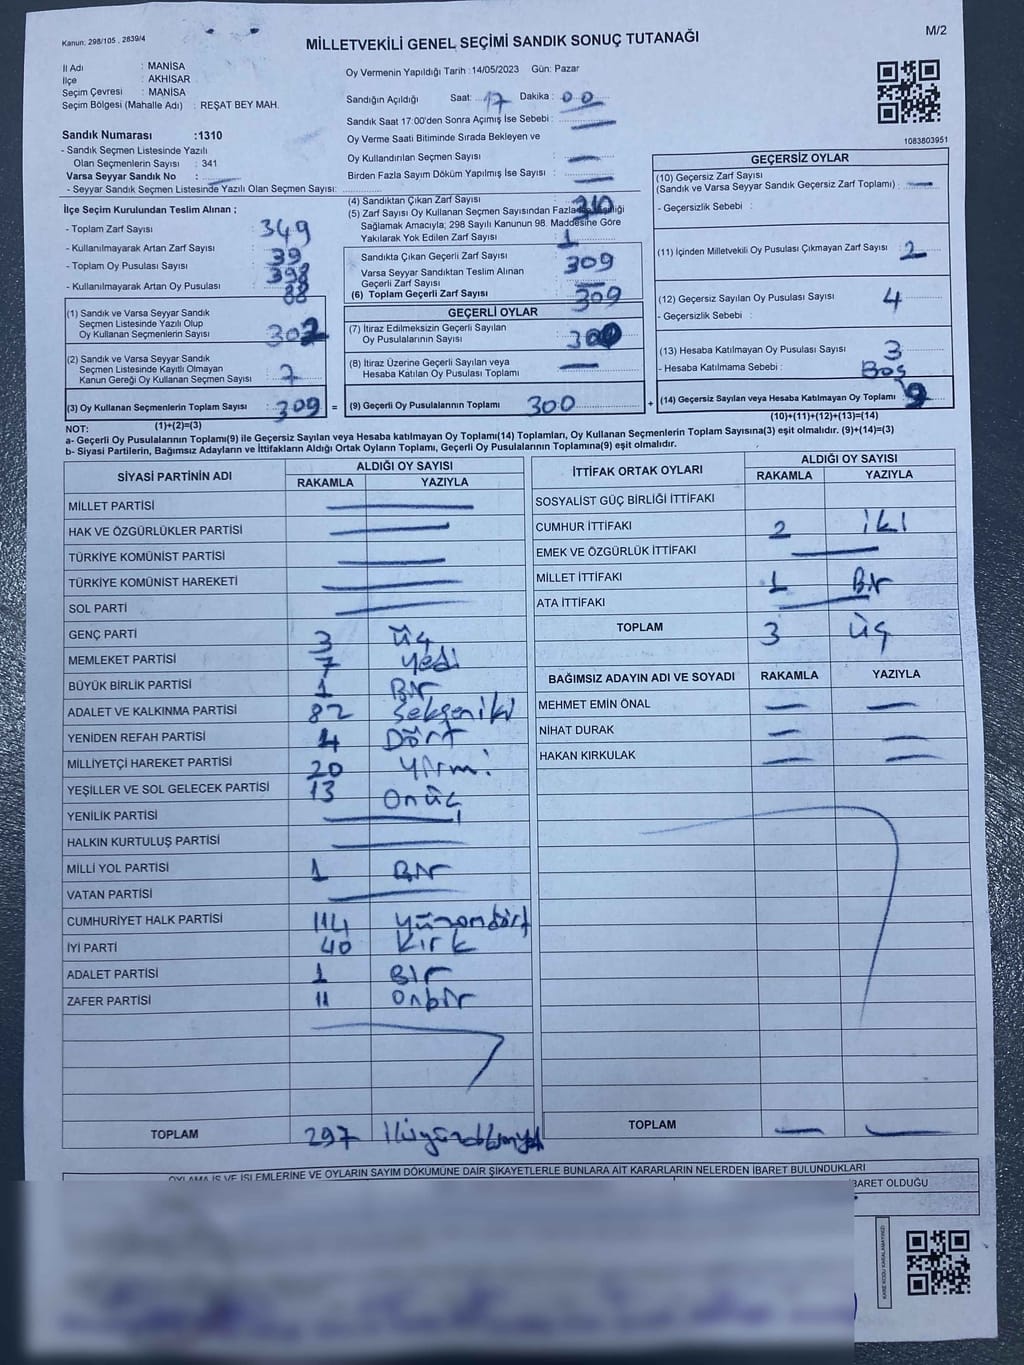 Kanun: 298/105 , 2839/4
MİLLETVEKİLİ GENEL SEÇİMİ SANDIK SONUÇ TUTANAĞI
M/2
İl Adı : MANİSA
İlçe : AKHİSAR
Seçim Çevresi : MANİSA
Seçim Bölgesi (Mahalle Adı) : REŞAT BEY MAH.
Sandık Numarası :1310
- Sandık Seçmen Listesinde Yazılı
Olan Seçmenlerin Sayısı : 341
Varsa Seyyar Sandık No :
- Seyyar Sandık Seçmen Listesinde Yazılı Olan Seçmen Sayısı:
Oy Vermenin Yapıldığı Tarih :14/05/2023 Gün: Pazar
Sandığın Açıldığı Saat: 17 Dakika : 00
Sandık Saat 17:00'den Sonra Açımış İse Sebebi : —
Oy Verme Saati Bitiminde Sırada Bekleyen ve
Oy Kullandırılan Seçmen Sayısı : —
Birden Fazla Sayım Döküm Yapılmış İse Sayısı : —
1083803951
İlçe Seçim Kurulundan Teslim Alınan ;
- Toplam Zarf Sayısı : 349
- Kullanılmayarak Artan Zarf Sayısı : 39
- Toplam Oy Pusulası Sayısı : 398
- Kullanılmayarak Artan Oy Pusulası : 88
(1) Sandık ve Varsa Seyyar Sandık
Seçmen Listesinde Yazılı Olup
Oy Kullanan Seçmenlerin Sayısı : 302
(2) Sandık ve Varsa Seyyar Sandık
Seçmen Listesinde Kayıtlı Olmayan
Kanun Gereği Oy Kullanan Seçmen Sayısı : 7
(3) Oy Kullanan Seçmenlerin Toplam Sayısı : 309
(1)+(2)=(3)
(4) Sandıktan Çıkan Zarf Sayısı : 310
(5) Zarf Sayısı Oy Kullanan Seçmen Sayısından
Sağlamak Amacıyla; 298 Sayılı Kanunun 98. Maddesine Göre
Yakılarak Yok Edilen Zarf Sayısı : 1
Sandıkta Çıkan Geçerli Zarf Sayısı : 309
Varsa Seyyar Sandıktan Teslim Alınan
Geçerli Zarf Sayısı : —
(6) Toplam Geçerli Zarf Sayısı : 309
GEÇERLİ OYLAR
(7) İtiraz Edilmeksizin Geçerli Sayılan
Oy Pusulalarının Sayısı : 300
(8) İtiraz Üzerine Geçerli Sayılan veya
Hesaba Katılan Oy Pusulası Toplamı : —
= (9) Geçerli Oy Pusulalarının Toplamı 300
GEÇERSİZ OYLAR
(10) Geçersiz Zarf Sayısı
(Sandık ve Varsa Seyyar Sandık Geçersiz Zarf Toplamı) : —
- Geçersizlik Sebebi :
(11) İçinden Milletvekili Oy Pusulası Çıkmayan Zarf Sayısı : 2
(12) Geçersiz Sayılan Oy Pusulası Sayısı : 4
- Geçersizlik Sebebi :
(13) Hesaba Katılmayan Oy Pusulası Sayısı : 3
- Hesaba Katılmama Sebebi : Boş
+ (14) Geçersiz Sayılan veya Hesaba Katılmayan Oy Toplamı : 9
(10)+(11)+(12)+(13)=(14)
NOT:
a- Geçerli Oy Pusulalarının Toplamı(9) ile Geçersiz Sayılan veya Hesaba katılmayan Oy Toplamı(14) Toplamları, Oy Kullanan Seçmenlerin Toplam Sayısına(3) eşit olmalıdır. (9)+(14)=(3)
b- Siyasi Partilerin, Bağımsız Adayların ve İttifakların Aldığı Ortak Oyların Toplamı, Geçerli Oy Pusulalarının Toplamına(9) eşit olmalıdır.
SİYASİ PARTİNİN ADI ALDIĞI OY SAYISI
RAKAMLA YAZIYLA
MİLLET PARTİSİ —
HAK VE ÖZGÜRLÜKLER PARTİSİ —
TÜRKİYE KOMÜNİST PARTİSİ —
TÜRKİYE KOMÜNİST HAREKETİ —
SOL PARTİ —
GENÇ PARTİ 3 üç
MEMLEKET PARTİSİ 7 yedi
BÜYÜK BİRLİK PARTİSİ 1 Bir
ADALET VE KALKINMA PARTİSİ 82 Seksen iki
YENİDEN REFAH PARTİSİ 4 Dört
MİLLİYETÇİ HAREKET PARTİSİ 20 yirmi
YEŞİLLER VE SOL GELECEK PARTİSİ 13 onüç
YENİLİK PARTİSİ —
HALKIN KURTULUŞ PARTİSİ —
MİLLİ YOL PARTİSİ 1 Bir
VATAN PARTİSİ —
CUMHURİYET HALK PARTİSİ 114 yüzondört
İYİ PARTİ 40 Kırk
ADALET PARTİSİ 1 Bir
ZAFER PARTİSİ 11 onbir
TOPLAM 297
İTTİFAK ORTAK OYLARI ALDIĞI OY SAYISI
RAKAMLA YAZIYLA
SOSYALİST GÜÇ BİRLİĞİ İTTİFAKI
CUMHUR İTTİFAKI 2 iki
EMEK VE ÖZGÜRLÜK İTTİFAKI —
MİLLET İTTİFAKI 1 Bir
ATA İTTİFAKI —
TOPLAM 3 üç
BAĞIMSIZ ADAYIN ADI VE SOYADI RAKAMLA YAZIYLA
MEHMET EMİN ÖNAL — —
NİHAT DURAK — —
HAKAN KIRKULAK — —
TOPLAM — —
OYLAMA İŞ VE İŞLEMLERİNE VE OYLARIN SAYIM DÖKÜMÜNE DAİR ŞİKAYETLERLE BUNLARA AİT KARARLARIN NELERDEN İBARET BULUNDUKLARI
İBARET OLDUĞU